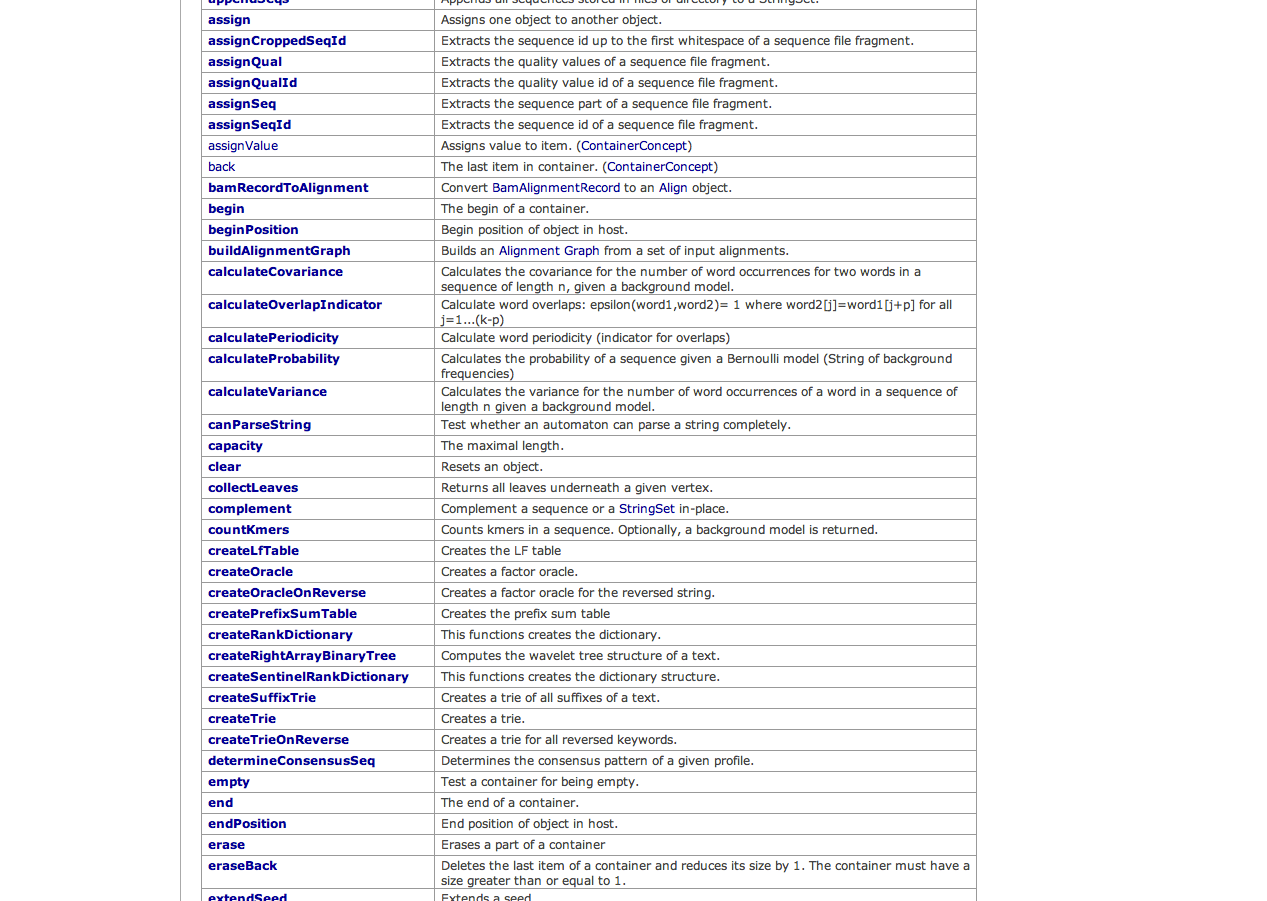 appendSeqs Appends all sequences stored in files or directory to a StringSet.
assign Assigns one object to another object.
assignCroppedSeqId Extracts the sequence id up to the first whitespace of a sequence file fragment.
assignQual Extracts the quality values of a sequence file fragment.
assignQualId Extracts the quality value id of a sequence file fragment.
assignSeq Extracts the sequence part of a sequence file fragment.
assignSeqId Extracts the sequence id of a sequence file fragment.
assignValue Assigns value to item. (ContainerConcept)
back The last item in container. (ContainerConcept)
bamRecordToAlignment Convert BamAlignmentRecord to an Align object.
begin The begin of a container.
beginPosition Begin position of object in host.
buildAlignmentGraph Builds an Alignment Graph from a set of input alignments.
calculateCovariance Calculates the covariance for the number of word occurrences for two words in a
sequence of length n, given a background model.
calculateOverlapIndicator Calculate word overlaps: epsilon(word1,word2)= 1 where word2[j]=word1[j+p] for all
j=1...(k-p)
calculatePeriodicity Calculate word periodicity (indicator for overlaps)
calculateProbability Calculates the probability of a sequence given a Bernoulli model (String of background
frequencies)
calculateVariance Calculates the variance for the number of word occurrences of a word in a sequence of
length n given a background model.
canParseString Test whether an automaton can parse a string completely.
capacity The maximal length.
clear Resets an object.
collectLeaves Returns all leaves underneath a given vertex.
complement Complement a sequence or a StringSet in-place.
countKmers Counts kmers in a sequence. Optionally, a background model is returned.
createLfTable Creates the LF table
createOracle Creates a factor oracle.
createOracleOnReverse Creates a factor oracle for the reversed string.
createPrefixSumTable Creates the prefix sum table
createRankDictionary This functions creates the dictionary.
createRightArrayBinaryTree Computes the wavelet tree structure of a text.
createSentinelRankDictionary This functions creates the dictionary structure.
createSuffixTrie Creates a trie of all suffixes of a text.
createTrie Creates a trie.
createTrieOnReverse Creates a trie for all reversed keywords.
determineConsensusSeq Determines the consensus pattern of a given profile.
empty Test a container for being empty.
end The end of a container.
endPosition End position of object in host.
erase Erases a part of a container
eraseBack Deletes the last item of a container and reduces its size by 1. The container must have a
size greater than or equal to 1.
extendSeed Extends a seed